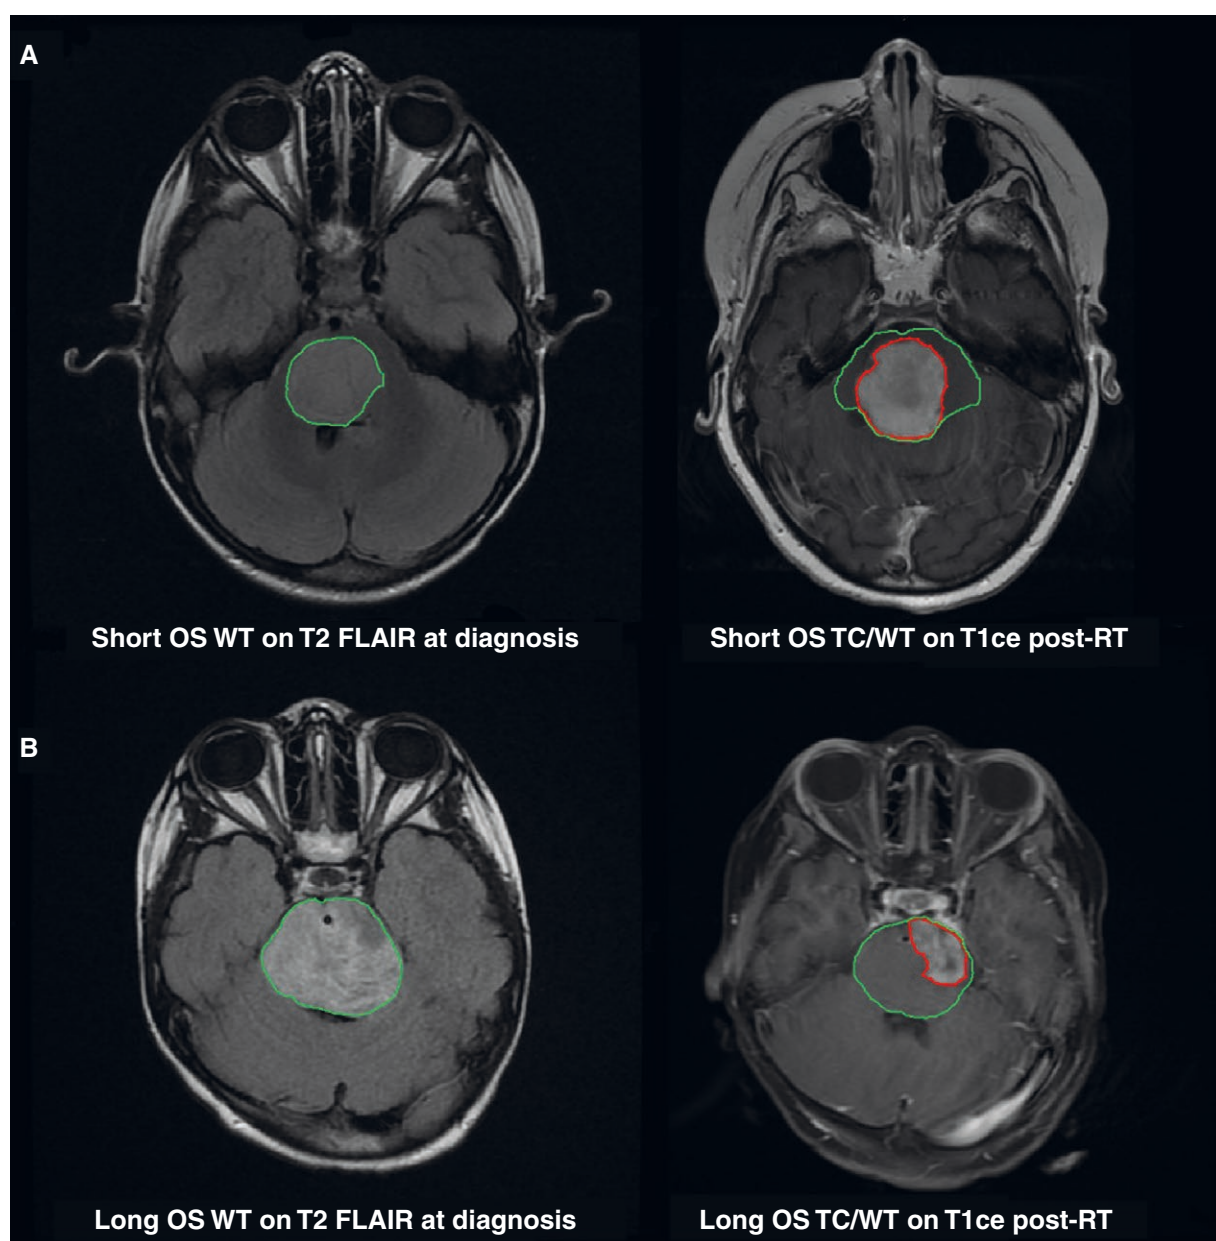 A
Short OS WT on T2 FLAIR at diagnosis
Short OS TC/WT on T1ce post-RT
B
Long OS WT on T2 FLAIR at diagnosis
Long OS TC/WT on T1ce post-RT